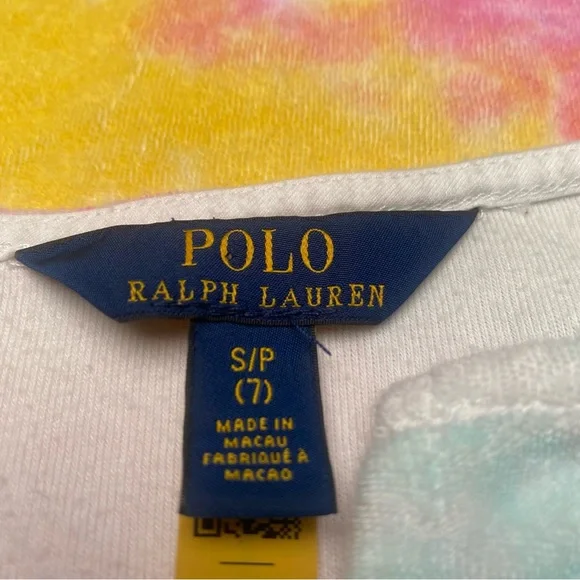 POLO
RALPH LAUREN
S/P
(7)
MADE IN
MACAU
FABRIQUÉ À
MACAO